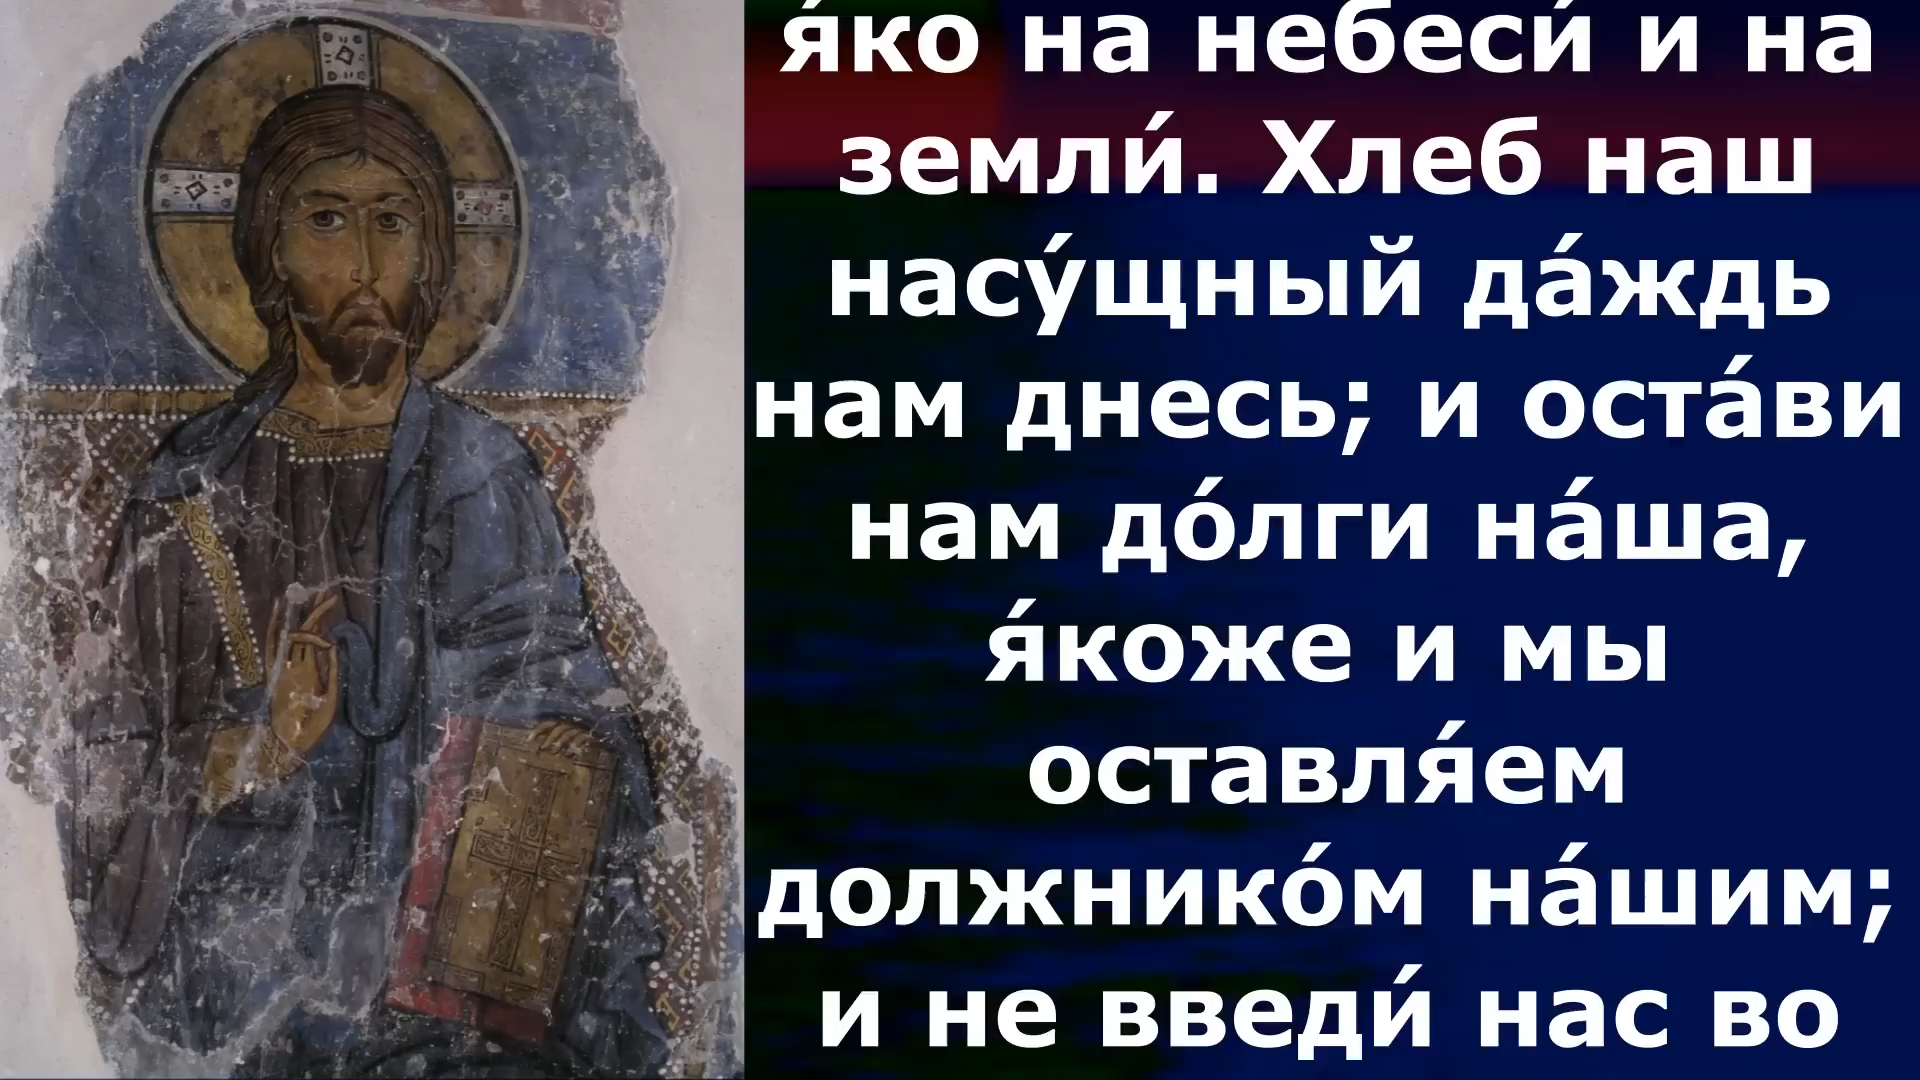 я́ко на небеси́ и на
земли́. Хлеб наш
насу́щный да́ждь
нам днесь; и оста́ви
нам до́лги на́ша,
я́коже и мы
оставля́ем
должнико́м на́шим;
и не введи́ нас во